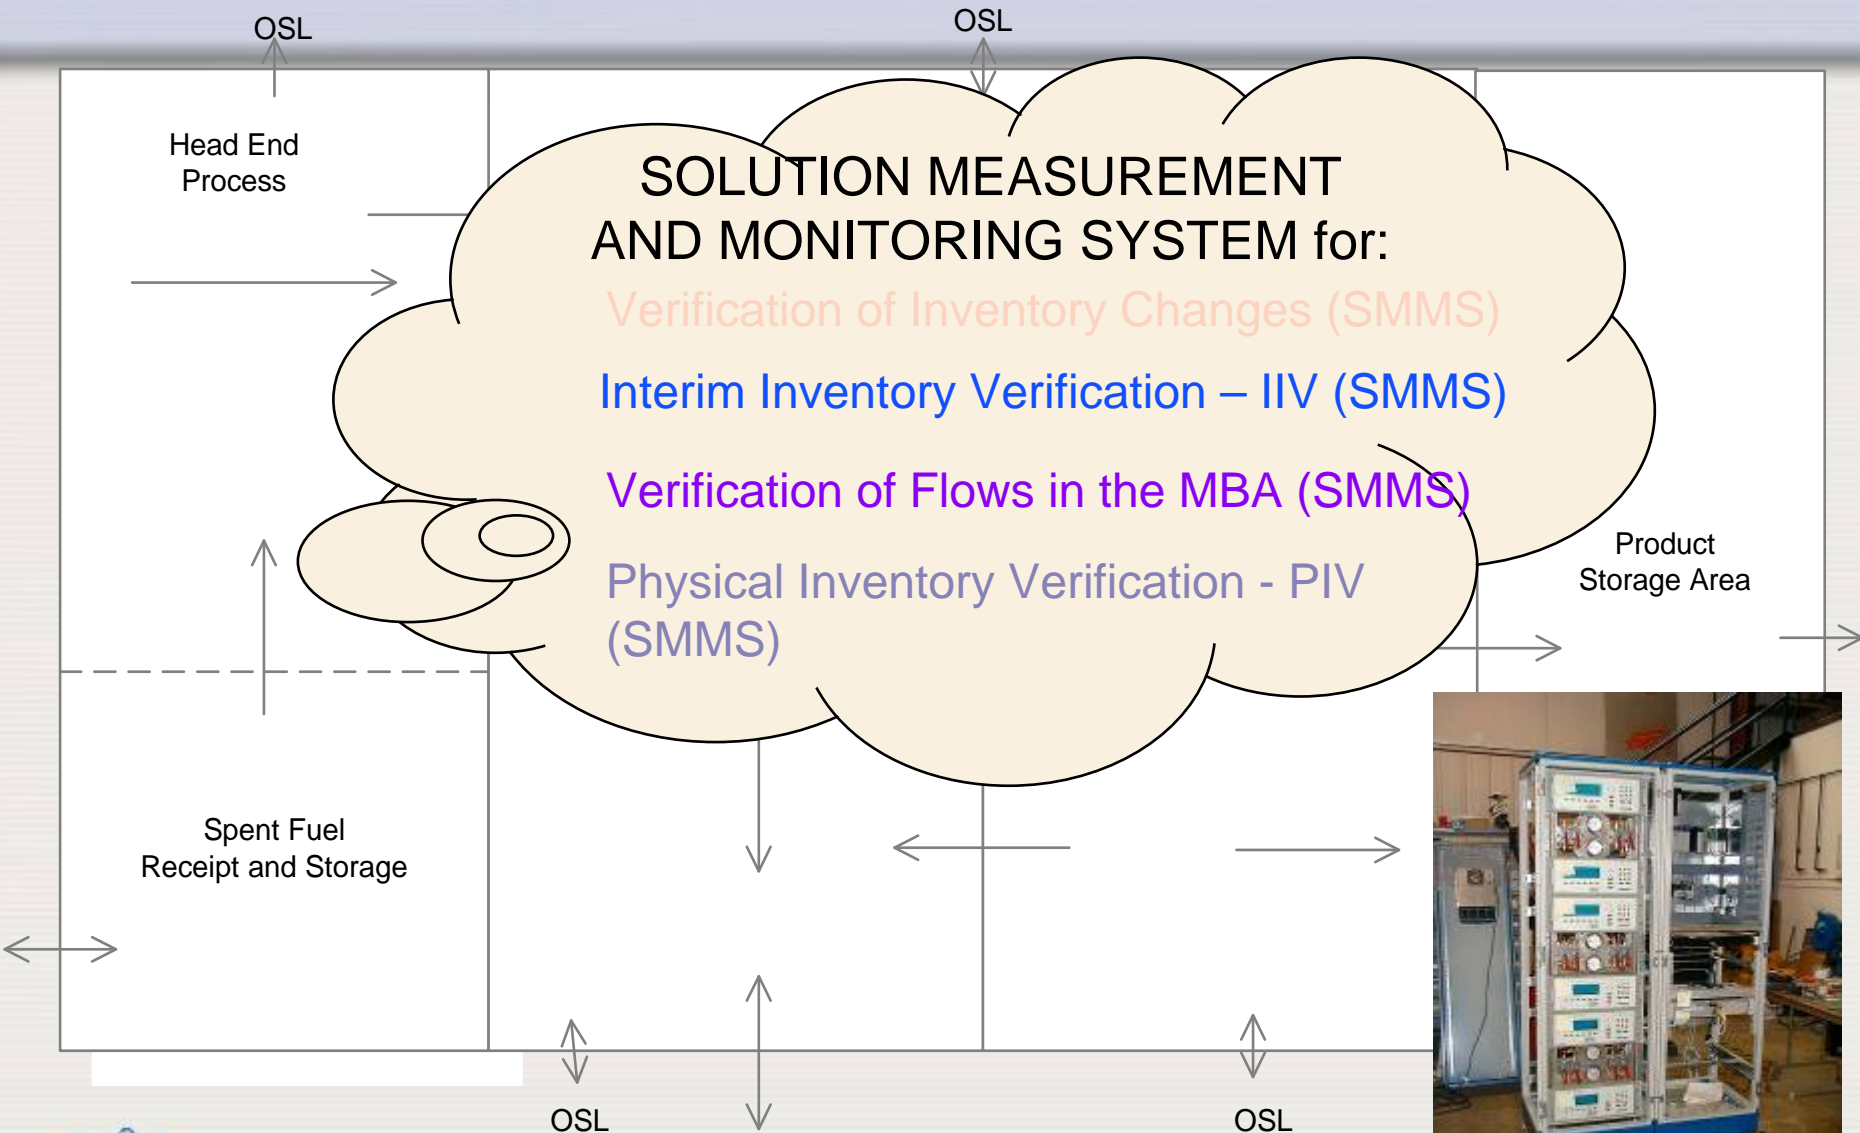 OSL
OSL
Head End
Process
SOLUTION MEASUREMENT
AND MONITORING SYSTEM for:
Verification of Inventory Changes (SMMS)
Interim Inventory Verification – IIV (SMMS)
Verification of Flows in the MBA (SMMS)
Physical Inventory Verification - PIV
(SMMS)
Product
Storage Area
Spent Fuel
Receipt and Storage
OSL
OSL